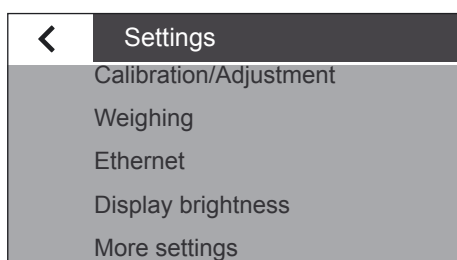 Settings
Calibration/Adjustment
Weighing
Ethernet
Display brightness
More settings